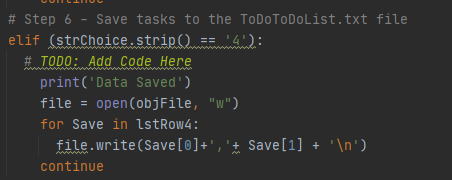 continue
# Step 6 - Save tasks to the ToDoToDoList.txt file
elif (strChoice.strip() == '4'):
# TODO: Add Code Here
print('Data Saved')
file = open(objFile, "w")
for Save in lstRow4:
file.write(Save[0]+','+ Save[1] + '\n')
continue